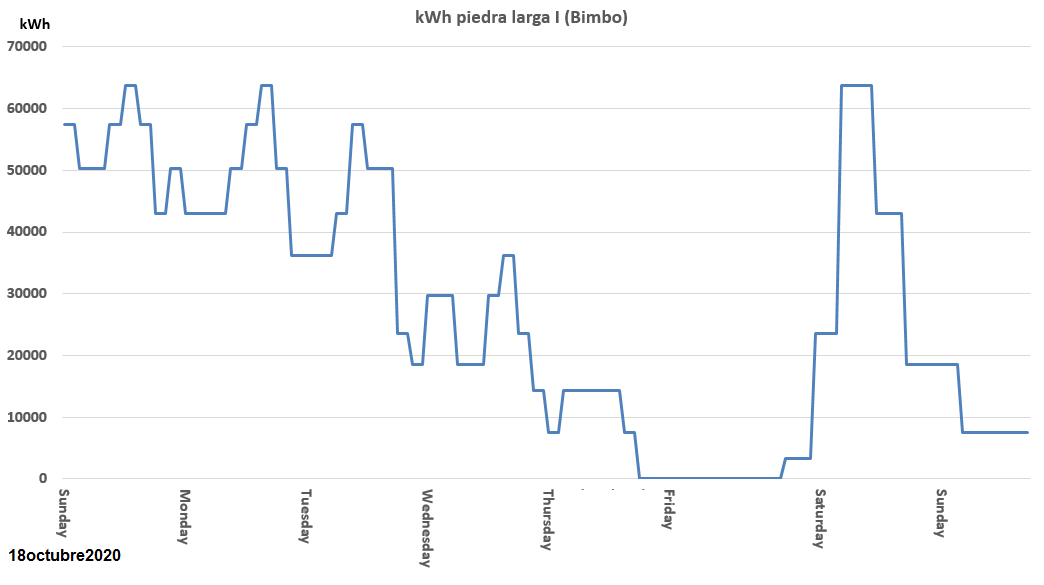 kWh piedra larga I (Bimbo)
kWh
70000
60000
50000
40000
30000
20000
10000
0
Sunday
Monday
Tuesday
Wednesday
Thursday
Friday
Saturday
Sunday
18octubre2020